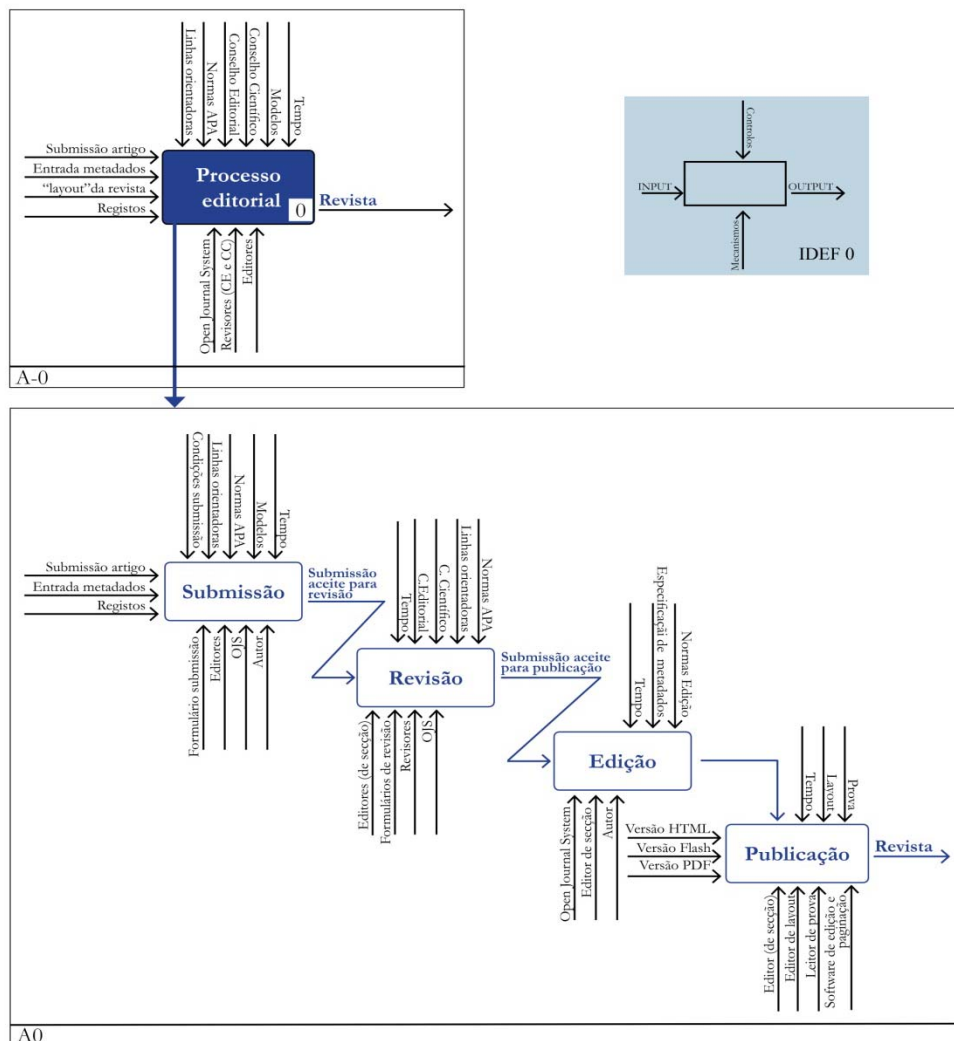 Linhas orientadoras
Normas APA
Conselho Editorial
Conselho Científico
Modelos
Tempo
Submissão artigo
Entrada metadados
“layout”da revista
Registos
Processo
editorial
0
Revista
Open Journal System
Revisores (CE e CC)
Editores
A-0
Controlos
INPUT
OUTPUT
Mecanismos
IDEF 0
Condições submissão
Linhas orientadoras
Normas APA
Modelos
Tempo
Submissão artigo
Entrada metadados
Registos
Submissão
Submissão
aceite para
revisão
Formulário submissão
Editores
OJS
Autor
Tempo
C.Editorial
C. Científico
Linhas orientadoras
Normas APA
Revisão
Submissão aceite
para publicação
Editores (de secção)
Formulários de revisão
Revisores
OJS
Tempo
Especificaçãi de metadados
Normas Edição
Edição
Open Journal System
Editor de secção
Autor
Tempo
Layout
Prova
Versão HTML
Versão Flash
Versão PDF
Publicação
Revista
Editor (de secção)
Editor de layout
Leitor de prova
Software de edição e
paginação
A0